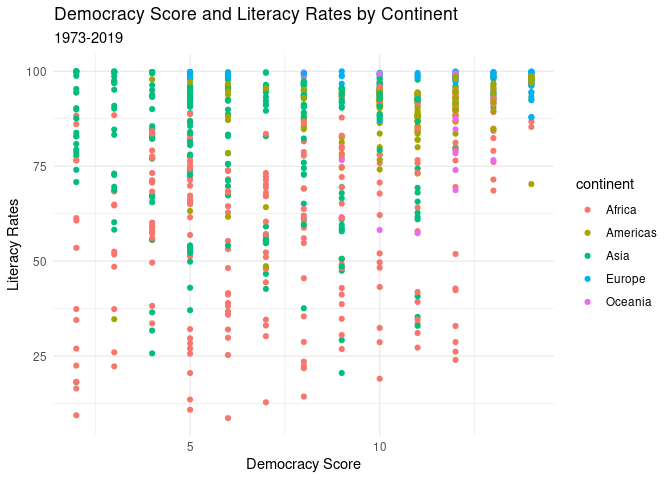 Democracy Score and Literacy Rates by Continent
1973-2019
100
75
50
25
Literacy Rates
5
10
Democracy Score
continent
Africa
Americas
Asia
Europe
Oceania